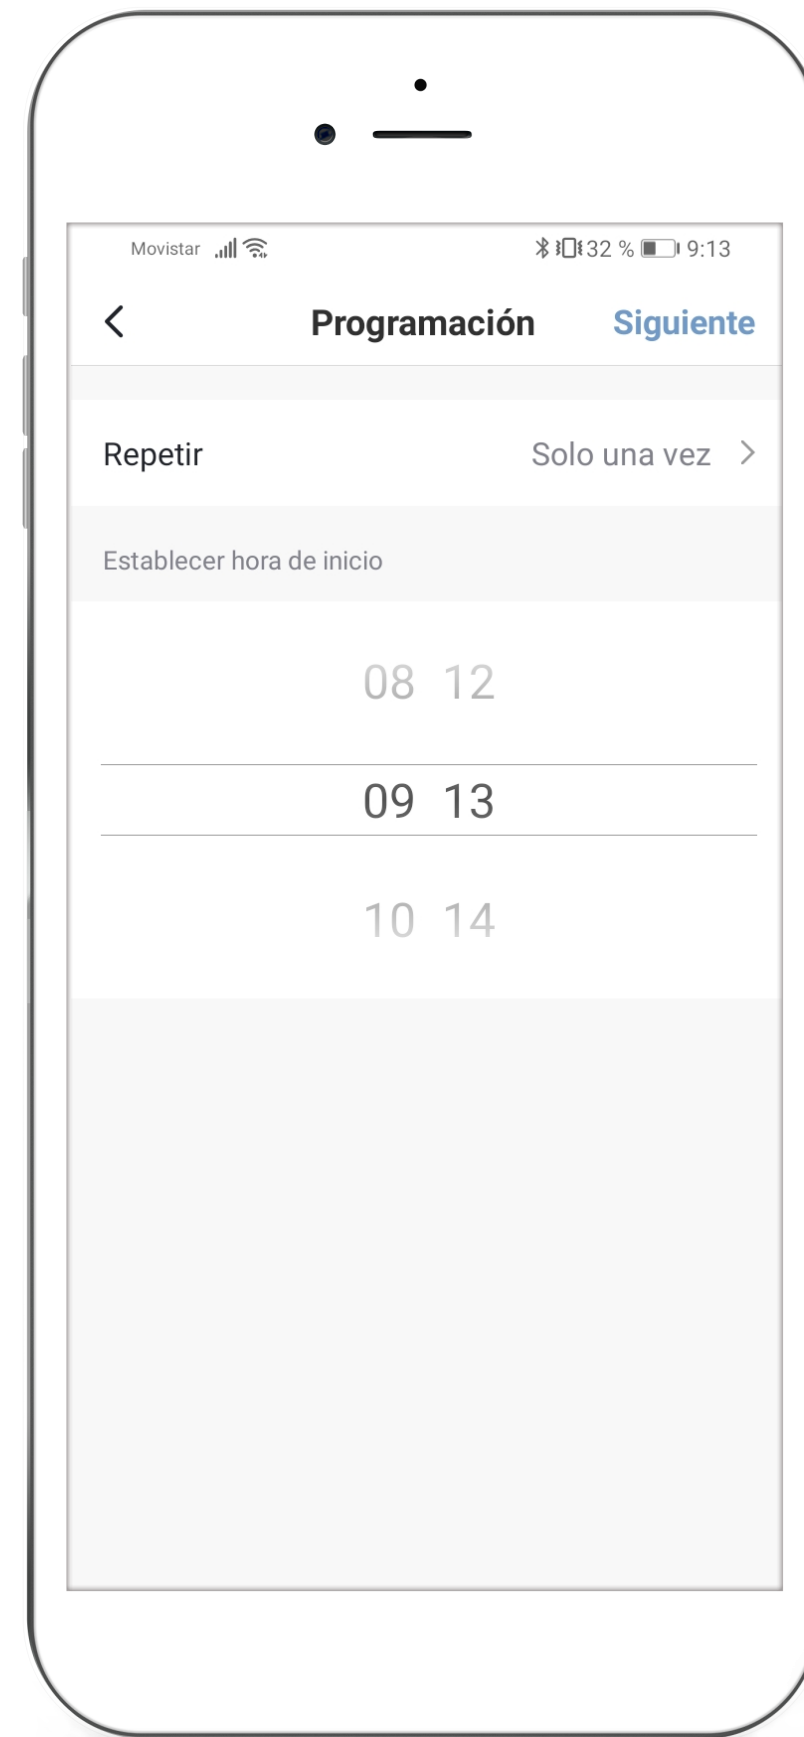 Movistar 32 % 9:13
Programación Siguiente
Repetir Solo una vez
Establecer hora de inicio
08 12
09 13
10 14